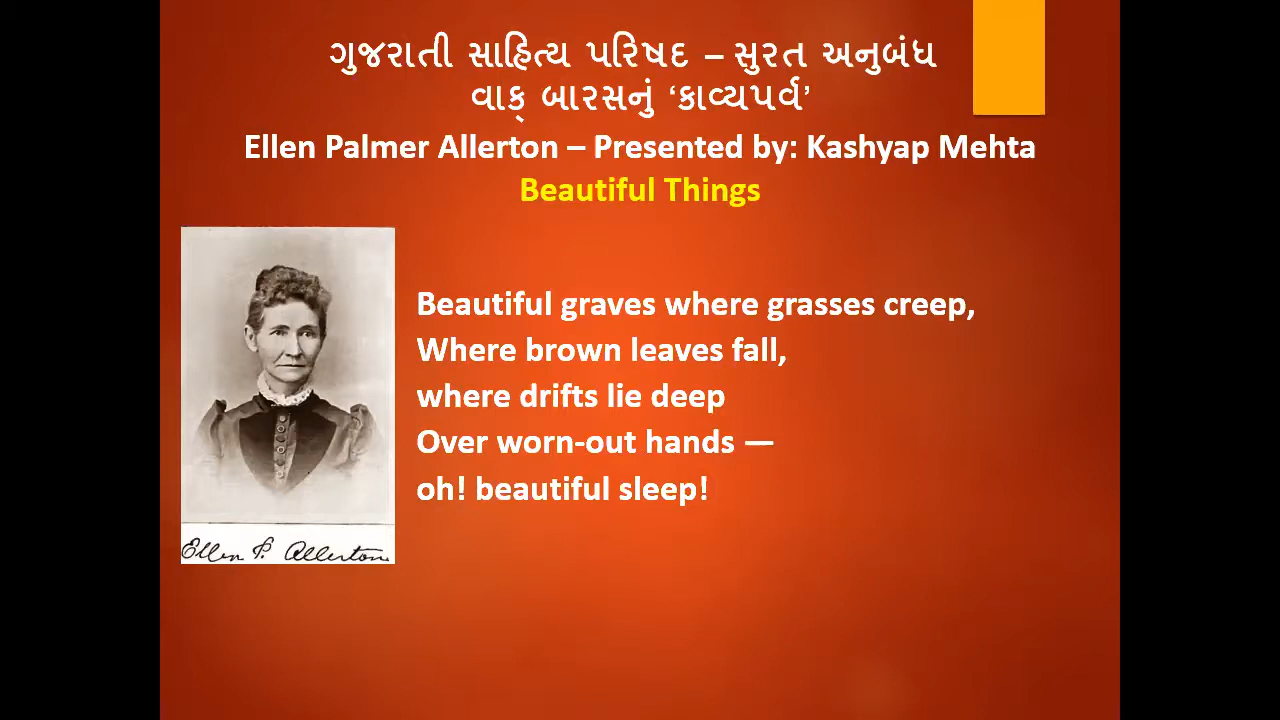 ગુજરાતી સાહિત્ય પરિષદ – સુરત અનુબંધ
વાક્ બારસનું ‘કાવ્યપર્વ’
Ellen Palmer Allerton – Presented by: Kashyap Mehta
Beautiful Things
Beautiful graves where grasses creep,
Where brown leaves fall,
where drifts lie deep
Over worn-out hands —
oh! beautiful sleep!
Ellen P. Allerton